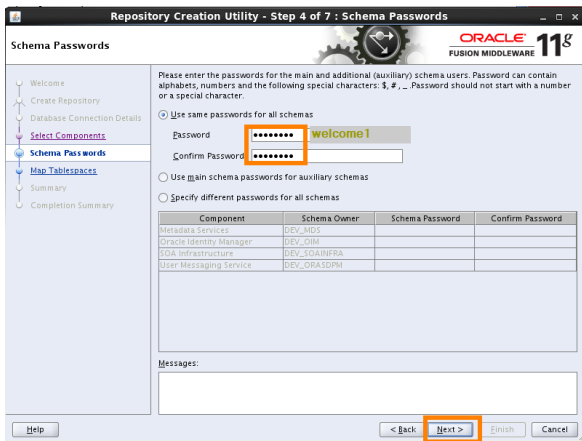 Repository Creation Utility - Step 4 of 7 : Schema Passwords
Schema Passwords
ORACLE
FUSION MIDDLEWARE
11g
Welcome
Create Repository
Database Connection Details
Select Components
Schema Passwords
Map Tablespaces
Summary
Completion Summary
Please enter the passwords for the main and additional (auxiliary) schema users. Password can contain
alphabets, numbers and the following special characters: $, # , _ .Password should not start with a number
or a special character.
Use same passwords for all schemas
Password welcome1
Confirm Password
Use main schema passwords for auxiliary schemas
Specify different passwords for all schemas
Component Schema Owner Schema Password Confirm Password
Metadata Services DEV_MDS
Oracle Identity Manager DEV_OIM
SOA Infrastructure DEV_SOAINFRA
User Messaging Service DEV_ORASDPM
Messages:
Help < Back Next > Finish Cancel